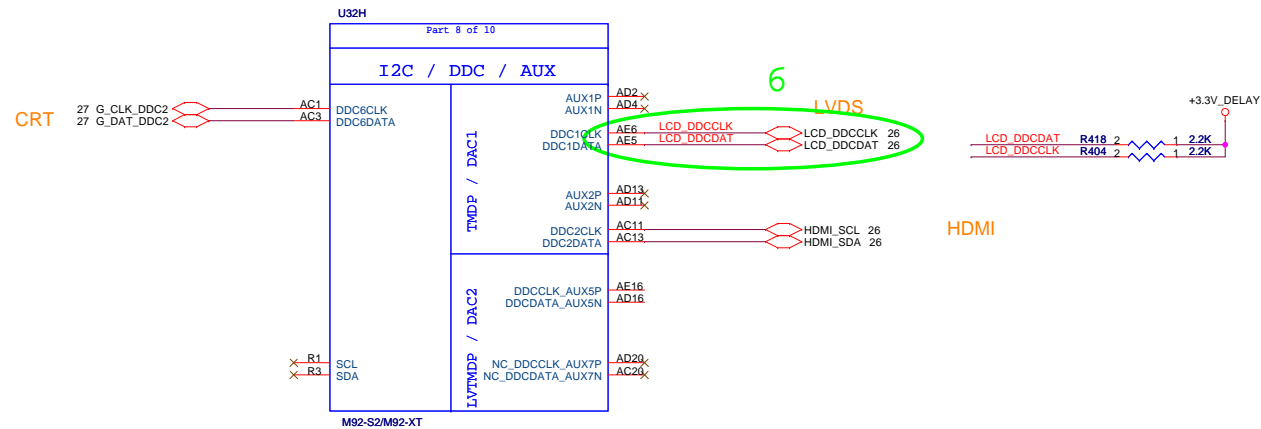 U32H
Part 8 of 10
I2C / DDC / AUX
6
LVDS
CRT
27 G_CLK_DDC2 AC1 DDC6CLK
27 G_DAT_DDC2 AC3 DDC6DATA
TMDP / DAC1
AUX1P AD2
AUX1N AD4
DDC1CLK AE6 LCD_DDCCLK LCD_DDCCLK 26
DDC1DATA AE5 LCD_DDCDAT LCD_DDCDAT 26
AUX2P AD13
AUX2N AD11
DDC2CLK AC11 HDMI_SCL 26
DDC2DATA AC13 HDMI_SDA 26
HDMI
+3.3V_DELAY
LCD_DDCDAT R418 2 1 2.2K
LCD_DDCCLK R404 2 1 2.2K
LVTMDP / DAC2
DDCCLK_AUX5P AE16
DDCDATA_AUX5N AD16
R1 SCL
R3 SDA
NC_DDCCLK_AUX7P AD20
NC_DDCDATA_AUX7N AC20
M92-S2/M92-XT